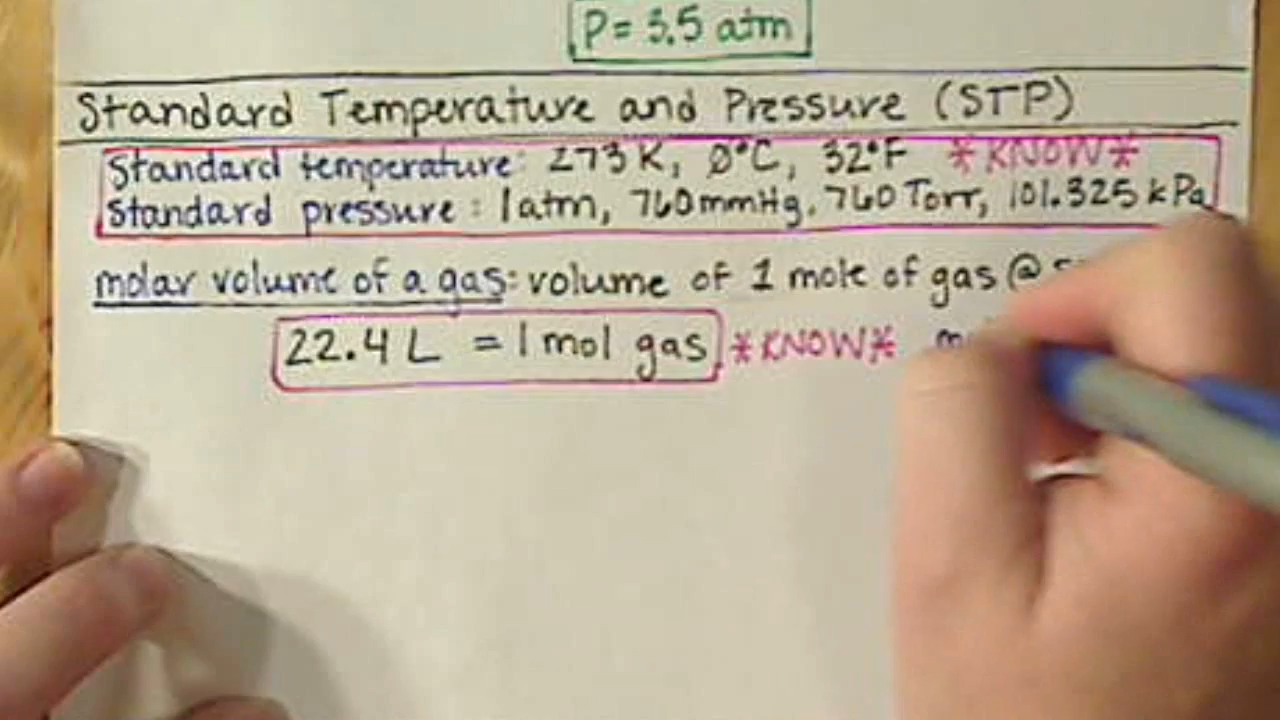 P = 3.5 atm
Standard Temperature and Pressure (STP)
Standard temperature: 273 K, 0°C, 32°F *KNOW*
Standard pressure: 1 atm, 760 mmHg, 760 Torr, 101.325 kPa
molar volume of a gas: volume of 1 mole of gas @
22.4 L = 1 mol gas *KNOW*